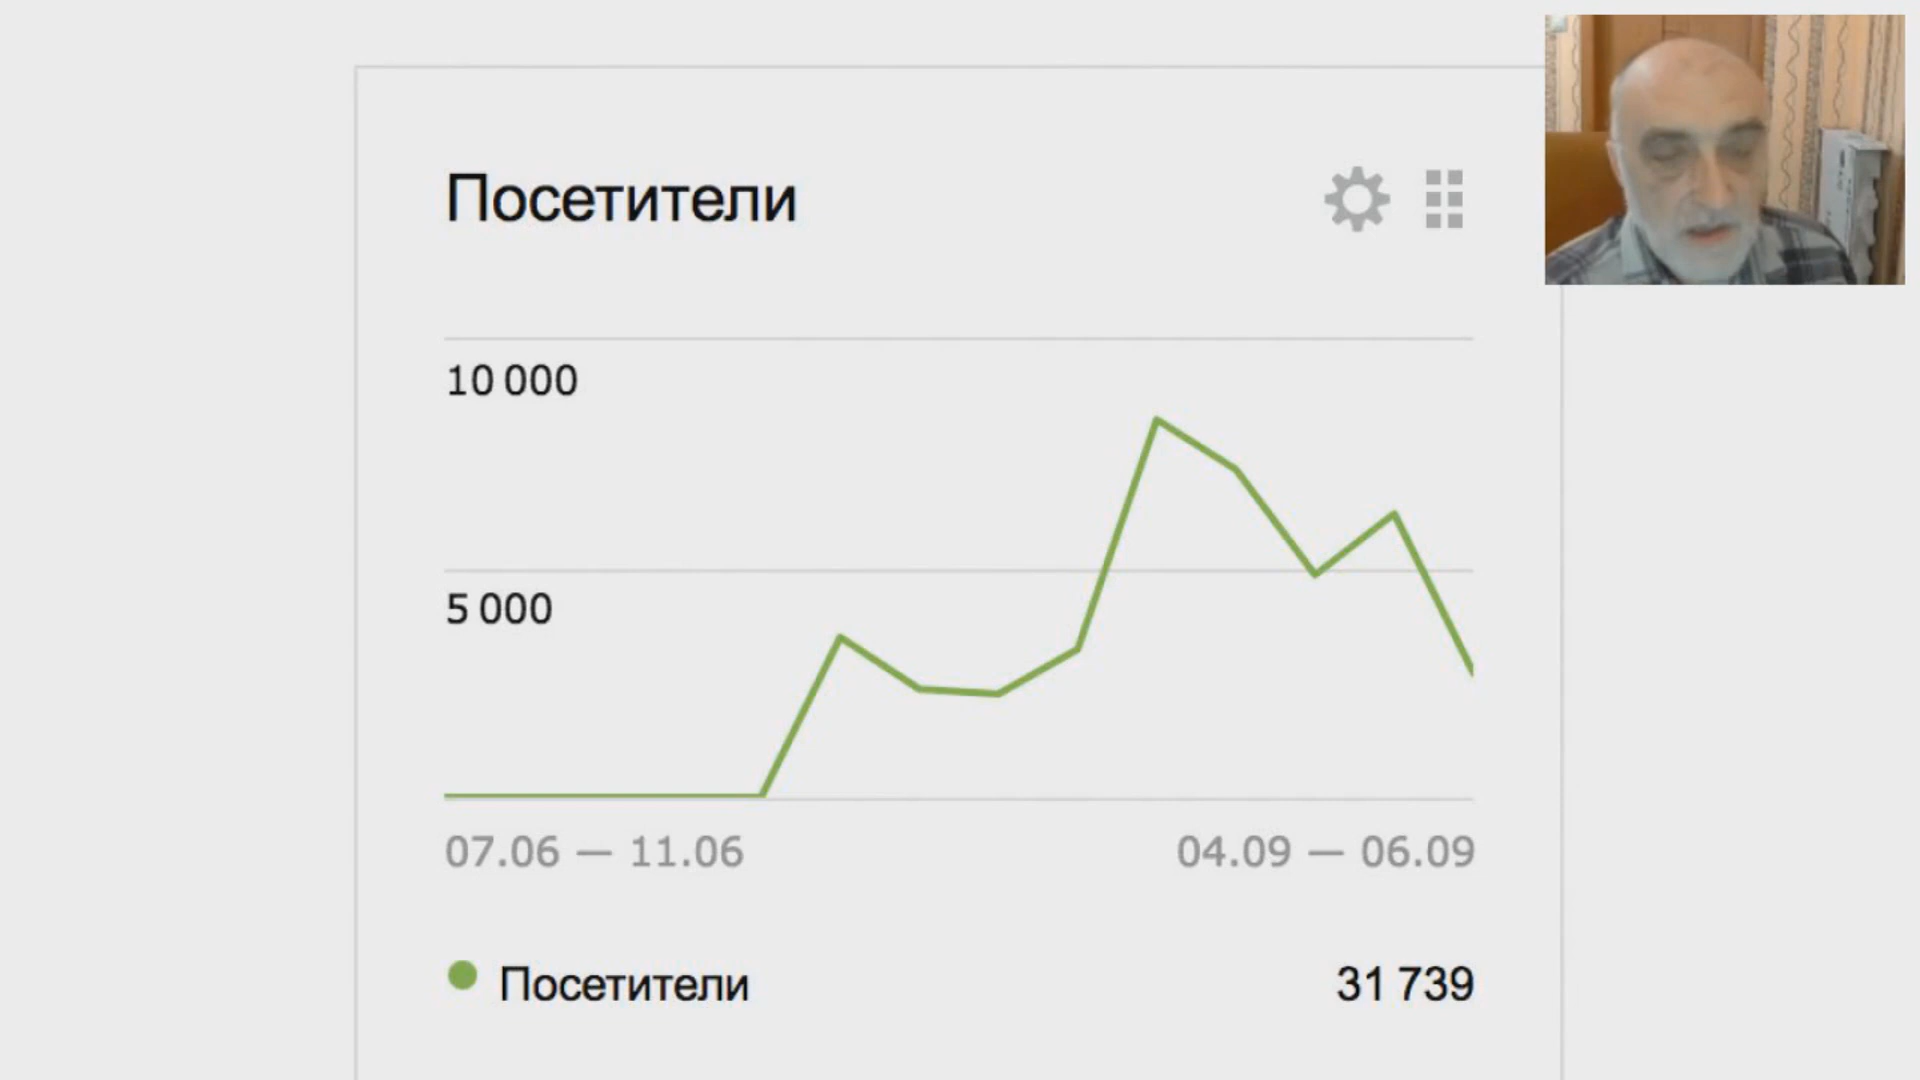 Посетители
10 000
5 000
07.06 — 11.06 04.09 — 06.09
Посетители 31 739